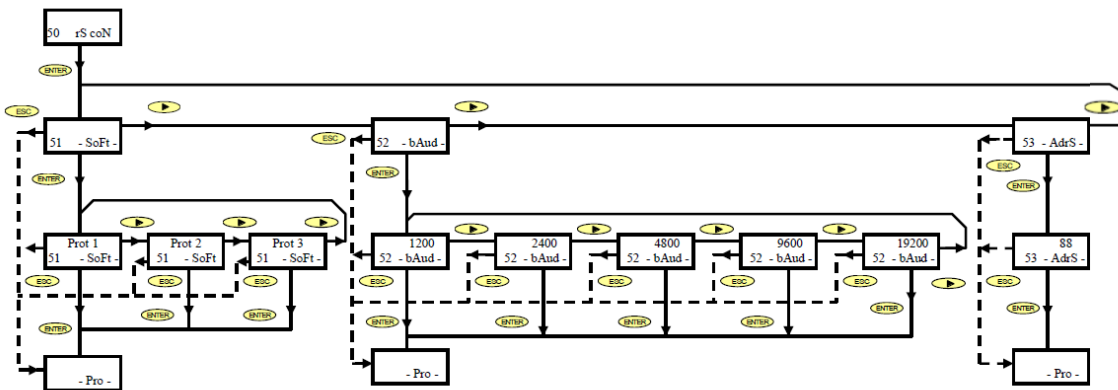 50 rS coN
ENTER
ESC
51 - SoFt -
ESC
52 - bAud -
53 - AdrS -
ESC
ENTER
ENTER
ENTER
Prot 1
51 - SoFt -
Prot 2
51 - SoFt
Prot 3
51 - SoFt -
1200
52 - bAud -
2400
52 - bAud -
4800
52 - bAud -
9600
52 - bAud -
19200
52 - bAud -
88
53 - AdrS -
ESC
ESC
ESC
ESC
ESC
ESC
ESC
ESC
ESC
ENTER
ENTER
ENTER
ENTER
ENTER
ENTER
ENTER
ENTER
ENTER
- Pro -
- Pro -
- Pro -